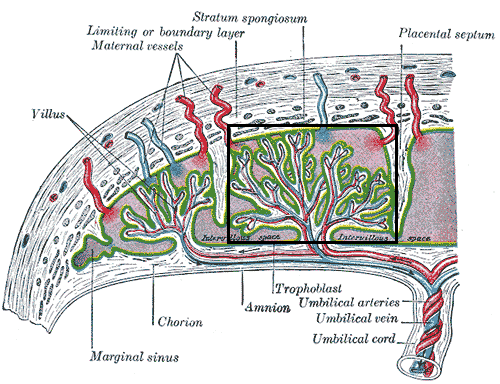 Stratum spongiosum
Limiting or boundary layer
Maternal vessels
Placental septum
Villus
Intervillous space
Intervillous space
Trophoblast
Umbilical arteries
Amnion
Umbilical vein
Chorion
Umbilical cord
Marginal sinus